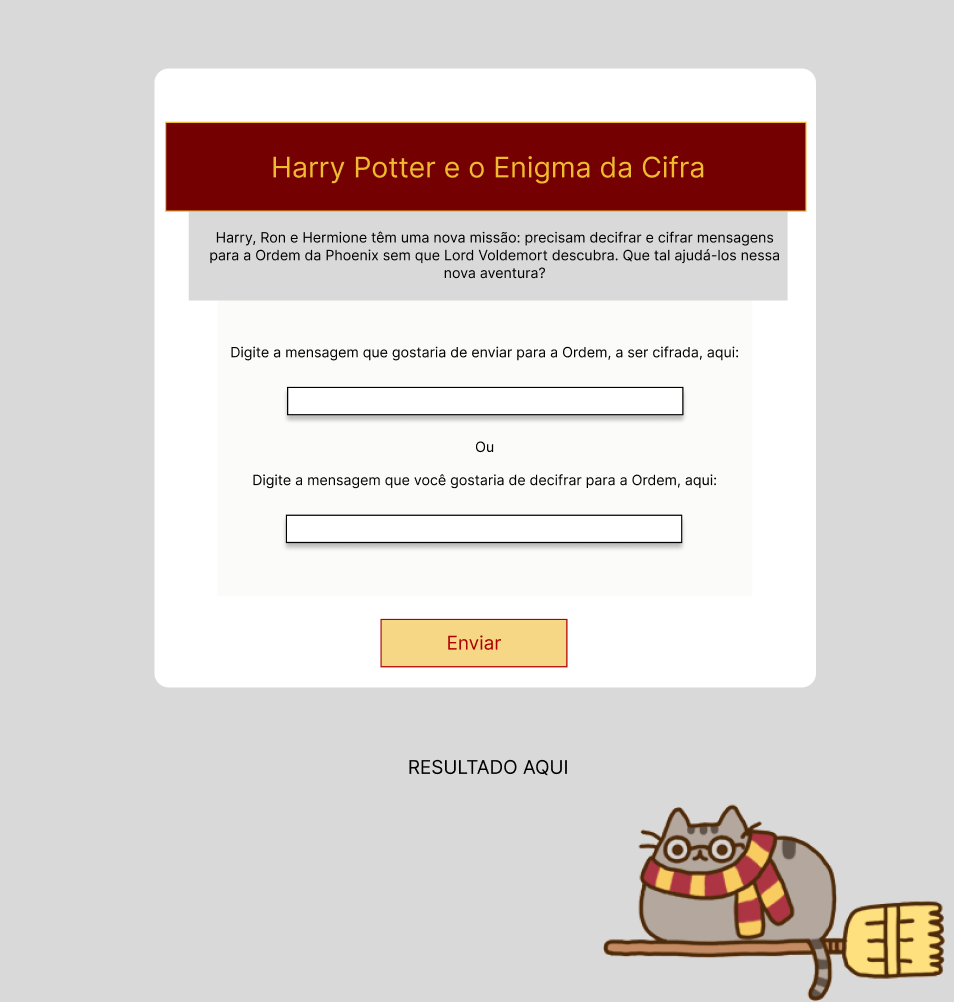 Harry Potter e o Enigma da Cifra
Harry, Ron e Hermione têm uma nova missão: precisam decifrar e cifrar mensagens
para a Ordem da Phoenix sem que Lord Voldemort descubra. Que tal ajudá-los nessa
nova aventura?
Digite a mensagem que gostaria de enviar para a Ordem, a ser cifrada, aqui:
Ou
Digite a mensagem que você gostaria de decifrar para a Ordem, aqui:
Enviar
RESULTADO AQUI